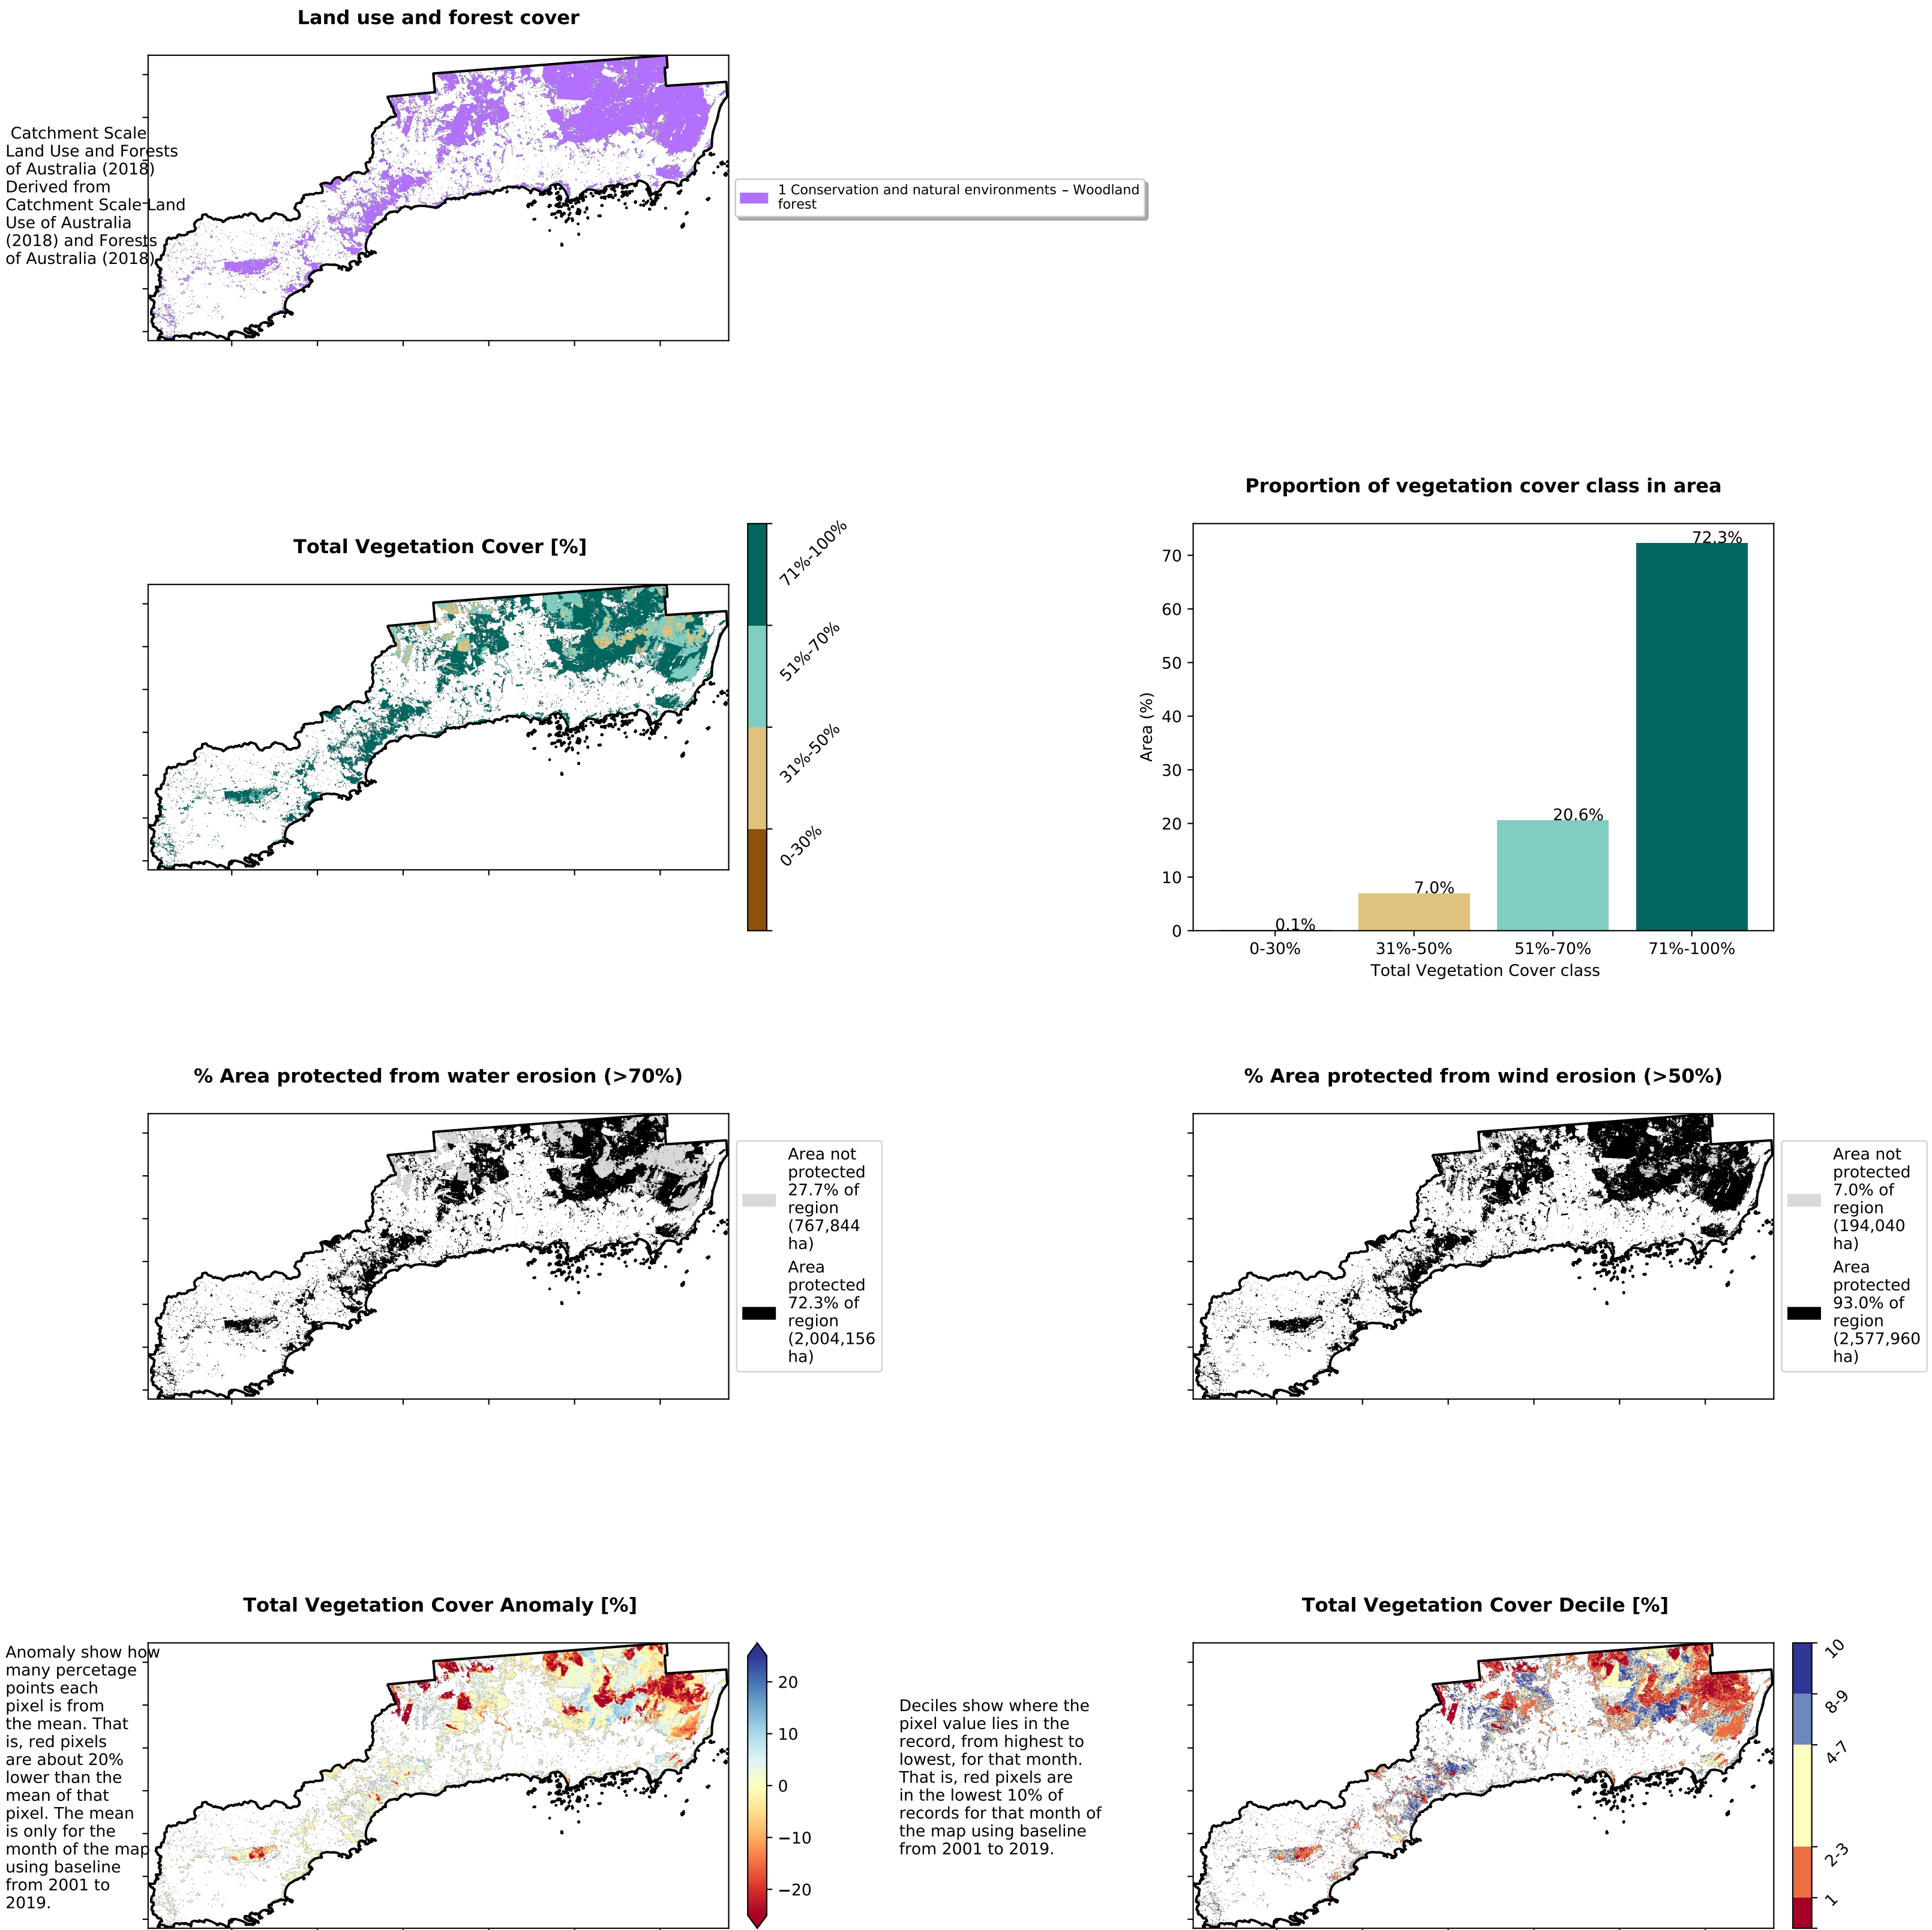 Land use and forest cover
Catchment Scale
Land Use and Forests
of Australia (2018)
Derived from
Catchment Scale Land
Use of Australia
(2018) and Forests
of Australia (2018)
1 Conservation and natural environments – Woodland
forest
Total Vegetation Cover [%]
71%-100%
51%-70%
31%-50%
0-30%
Proportion of vegetation cover class in area
Area (%)
70
60
50
40
30
20
10
0
0.1%
7.0%
20.6%
72.3%
0-30%
31%-50%
51%-70%
71%-100%
Total Vegetation Cover class
% Area protected from water erosion (>70%)
Area not
protected
27.7% of
region
(767,844
ha)
Area
protected
72.3% of
region
(2,004,156
ha)
% Area protected from wind erosion (>50%)
Area not
protected
7.0% of
region
(194,040
ha)
Area
protected
93.0% of
region
(2,577,960
ha)
Total Vegetation Cover Anomaly [%]
Anomaly show how
many percetage
points each
pixel is from
the mean. That
is, red pixels
are about 20%
lower than the
mean of that
pixel. The mean
is only for the
month of the map
using baseline
from 2001 to
2019.
20
10
0
−10
−20
Total Vegetation Cover Decile [%]
Deciles show where the
pixel value lies in the
record, from highest to
lowest, for that month.
That is, red pixels are
in the lowest 10% of
records for that month of
the map using baseline
from 2001 to 2019.
10
8-9
4-7
2-3
1